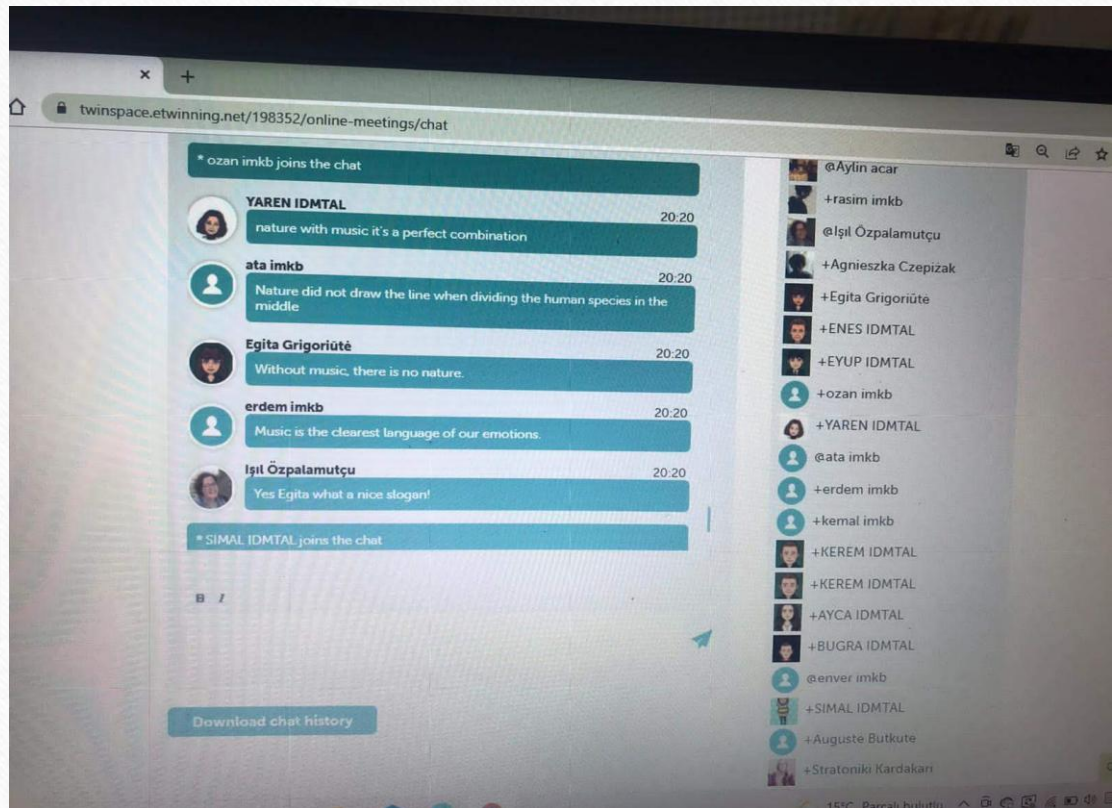 twinspace.etwinning.net/198352/online-meetings/chat
* ozan imkb joins the chat
YAREN IDMTAL
20:20
nature with music it's a perfect combination
ata imkb
20:20
Nature did not draw the line when dividing the human species in the
middle
Egita Grigoriūtė
20:20
Without music, there is no nature.
erdem imkb
20:20
Music is the clearest language of our emotions.
Işıl Özpalamutçu
20:20
Yes Egita what a nice slogan!
* SIMAL IDMTAL joins the chat
B I
Download chat history
@Aylin acar
+rasim imkb
@Işıl Özpalamutçu
+Agnieszka Czepiżak
+Egita Grigoriūtė
+ENES IDMTAL
+EYUP IDMTAL
+ozan imkb
+YAREN IDMTAL
@ata imkb
+erdem imkb
+kemal imkb
+KEREM IDMTAL
+KEREM IDMTAL
+AYCA IDMTAL
+BUGRA IDMTAL
@enver imkb
+SIMAL IDMTAL
+Auguste Butkute
+Stratoniki Kardakari
15°C Parçalı bulutlu